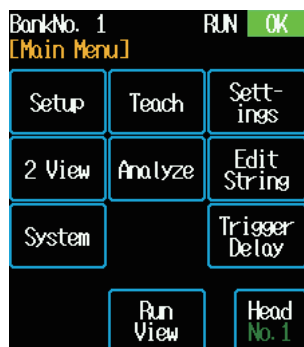 BankNo. 1 RUN OK
[Main Menu]
Setup Teach Sett-
ings
2 View Analyze Edit
String
System Trigger
Delay
Run
View
Head
No.1